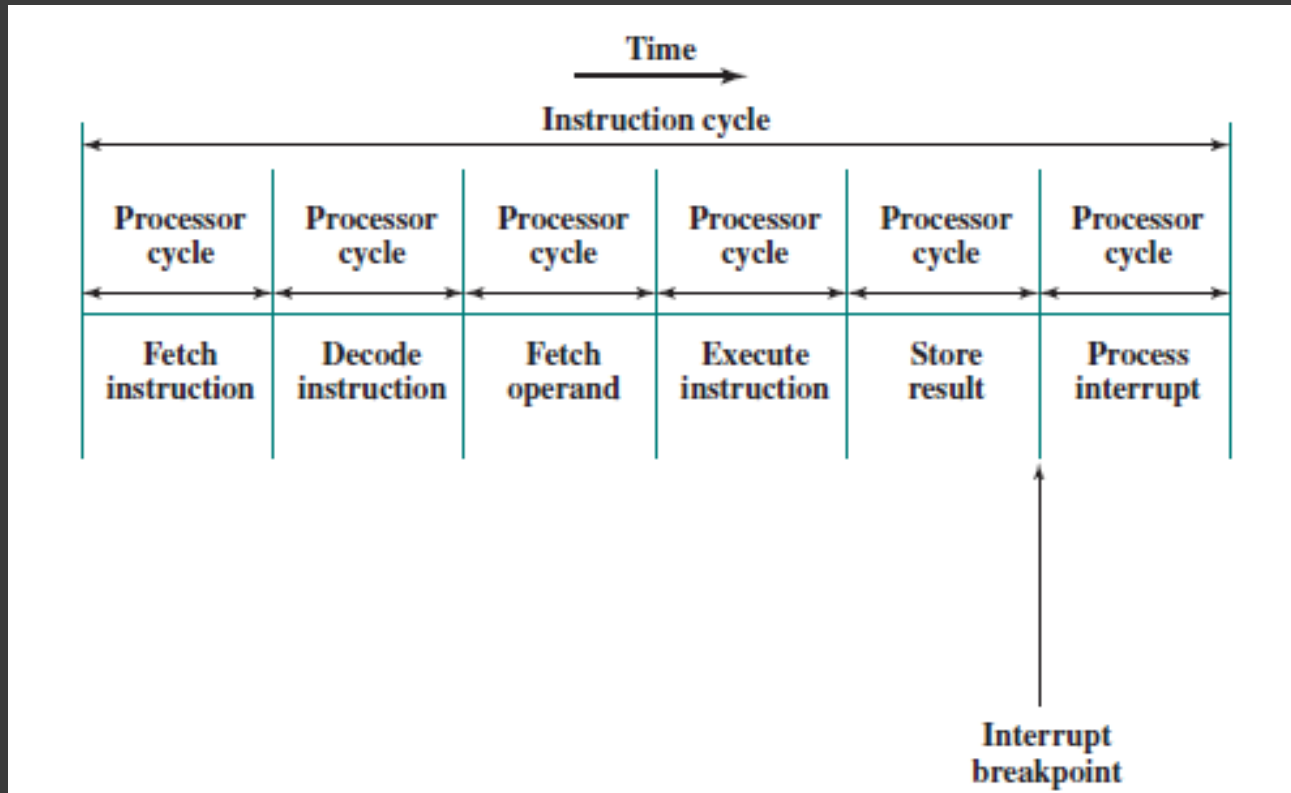 Time
Instruction cycle
Processor Processor Processor Processor Processor Processor
cycle cycle cycle cycle cycle cycle
Fetch Decode Fetch Execute Store Process
instruction instruction operand instruction result interrupt
Interrupt
breakpoint